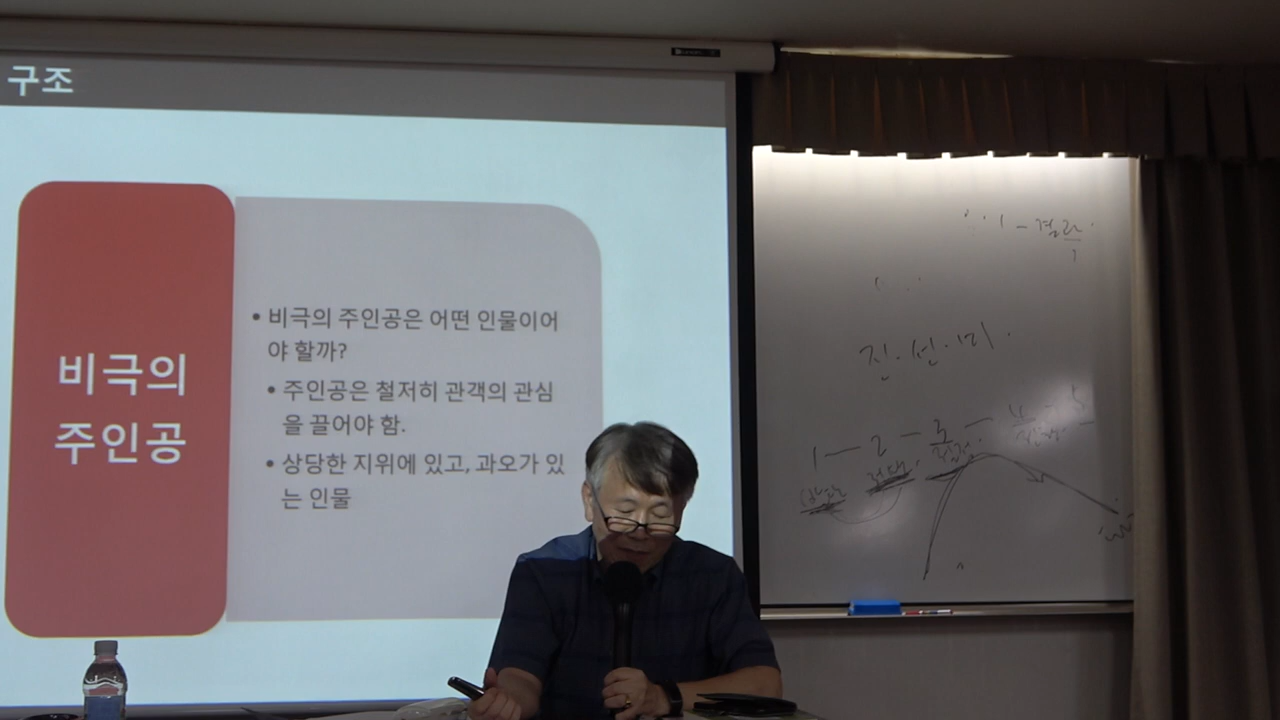 구조
비극의
주인공
• 비극의 주인공은 어떤 인물이어
야 할까?
• 주인공은 철저히 관객의 관심
을 끌어야 함.
• 상당한 지위에 있고, 과오가 있
는 인물
진·선·미
1 — 2 — 3